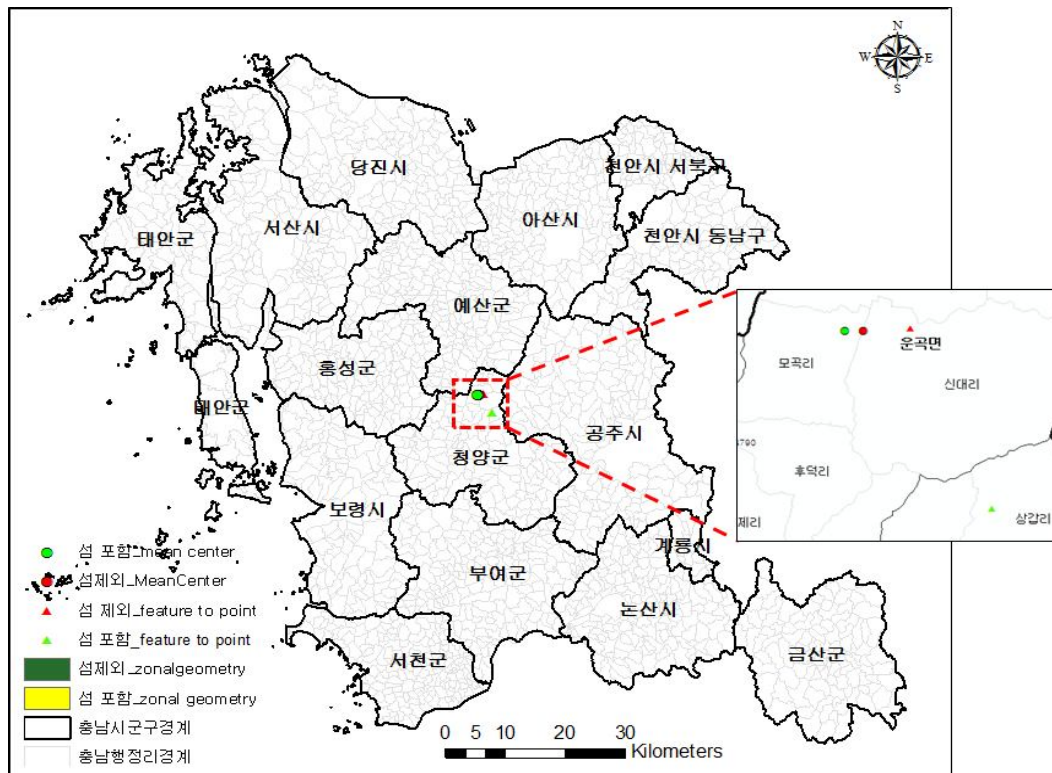 N
W E
S
당진시
천안시 서북구
아산시
서산시
태안군
천안시 동남구
예산군
홍성군
모곡리
운곡면
신대리
태안군
공주시
청양군
후덕리
보령시
제리
상갑리
계룡시
섬 포함_mean center
부여군
섬제외_MeanCenter
논산시
섬 제외_feature to point
섬 포함_feature to point
서천군
금산군
섬제외_zonalgeometry
섬 포함_zonal geometry
충남시군구경계
0 5 10 20 30
Kilometers
충남행정리경계